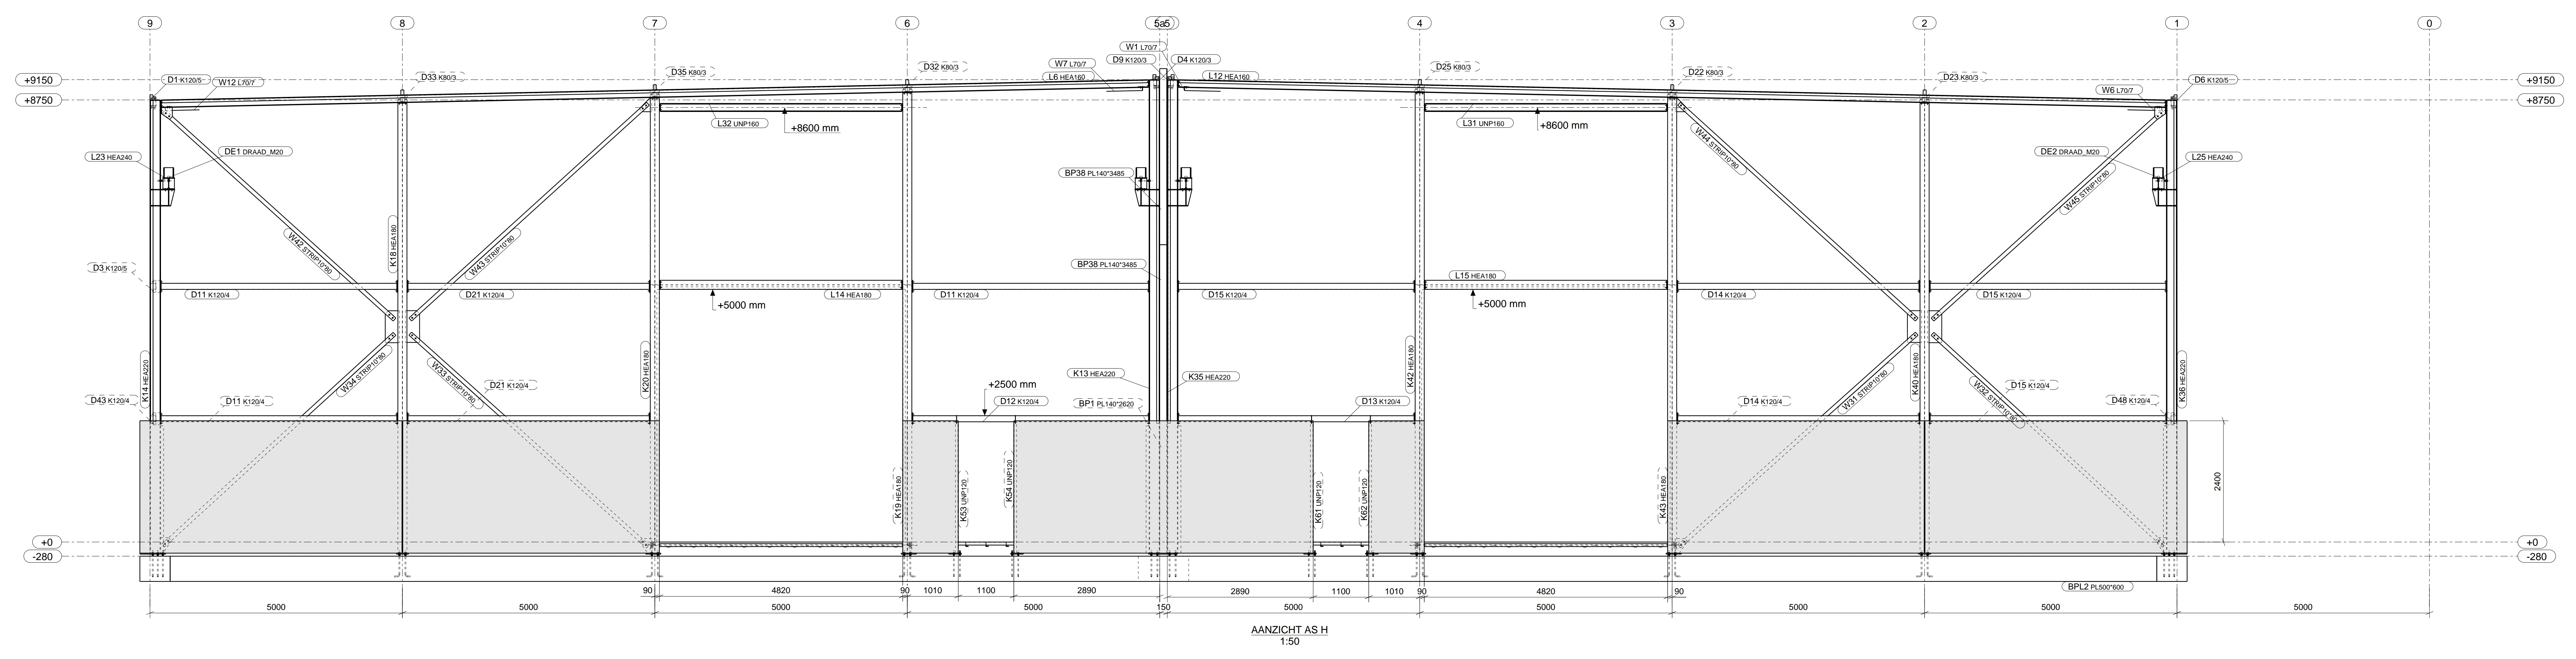 9 8 7 6 5a5 4 3 2 1 0
W1 L70/7
D9 K120/3 D4 K120/3
W7 L70/7
L6 HEA160 L12 HEA160
D32 K80/3 D25 K80/3
D35 K80/3 D22 K80/3
D33 K80/3 D23 K80/3
+9150 D1 K120/5 W12 L70/7 D6 K120/5 +9150
W6 L70/7
+8750 +8750
L32 UNP160 +8600 mm L31 UNP160 +8600 mm
W44 STRIP10*80
L23 HEA240 DE1 DRAAD_M20 DE2 DRAAD_M20 L25 HEA240
BP38 PL140*3485
W45 STRIP10*80
W42 STRIP10*80 K18 HEA180 W43 STRIP10*80
BP38 PL140*3485
D3 K120/5 L15 HEA180
D11 K120/4 D21 K120/4 L14 HEA180 D11 K120/4 D15 K120/4 D14 K120/4 D15 K120/4
+5000 mm +5000 mm
K14 HEA220 W34 STRIP10*80 W33 STRIP10*80 K20 HEA180 K13 HEA220 K35 HEA220 K42 HEA180 W31 STRIP10*80 K40 HEA180 W32 STRIP10*80 K36 HEA220
D21 K120/4 +2500 mm D15 K120/4
D43 K120/4 D11 K120/4 D12 K120/4 BP1 PL140*2620 D13 K120/4 D14 K120/4 D48 K120/4
K19 HEA180 K53 UNP120 K54 UNP120 K61 UNP120 K62 UNP120 K43 HEA180 2400
+0 +0
-280 -280
BPL2 PL500*600
90 4820 90 1010 1100 2890 2890 1100 1010 90 4820 90
5000 5000 5000 5000 150 5000 5000 5000 5000 5000
AANZICHT AS H
1:50